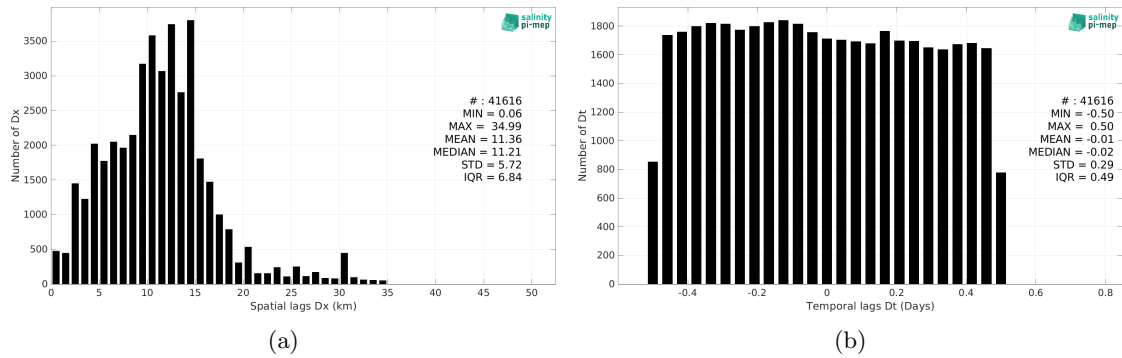 salinity
pi-mep
Number of Dx
3500
3000
2500
2000
1500
1000
500
0
# : 41616
MIN = 0.06
MAX = 34.99
MEAN = 11.36
MEDIAN = 11.21
STD = 5.72
IQR = 6.84
0 5 10 15 20 25 30 35 40 45 50
Spatial lags Dx (km)
(a)
salinity
pi-mep
Number of Dt
1800
1600
1400
1200
1000
800
600
400
200
0
# : 41616
MIN = -0.50
MAX = 0.50
MEAN = -0.01
MEDIAN = -0.02
STD = 0.29
IQR = 0.49
-0.4 -0.2 0 0.2 0.4 0.6 0.8
Temporal lags Dt (Days)
(b)